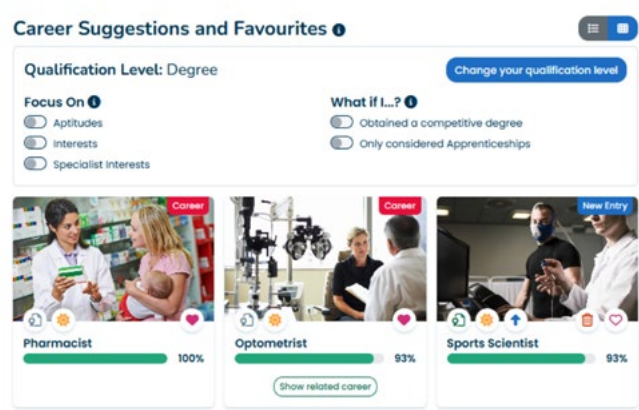 Career Suggestions and Favourites
Qualification Level: Degree
Change your qualification level
Focus On
What if I...?
Aptitudes
Obtained a competitive degree
Interests
Only considered Apprenticeships
Specialist Interests
Career
Career
New Entry
Pharmacist
100%
Optometrist
93%
Show related career
Sports Scientist
93%